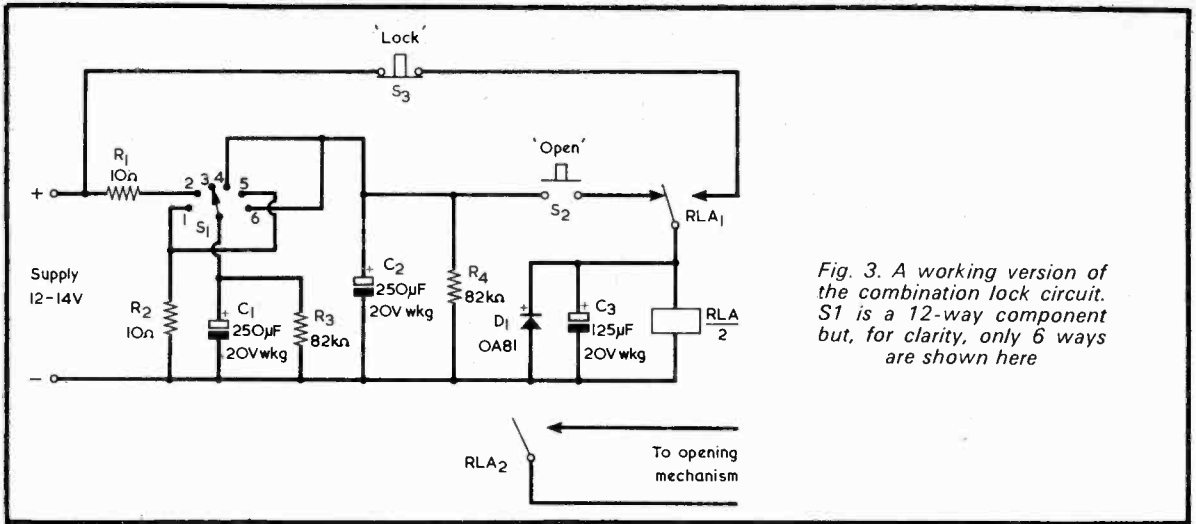 'Lock'
S3
R1
10Ω
+
2
3
4
5
1
6
S1
'Open'
S2
RLA1
Supply
12-14V
R2
10Ω
C1
+
250µF
20V wkg
R3
82kΩ
C2
+
250µF
20V wkg
R4
82kΩ
D1
+
OA81
C3
+
125µF
20V wkg
RLA
2
−
RLA2
To opening
mechanism
Fig. 3. A working version of
the combination lock circuit.
S1 is a 12-way component
but, for clarity, only 6 ways
are shown here